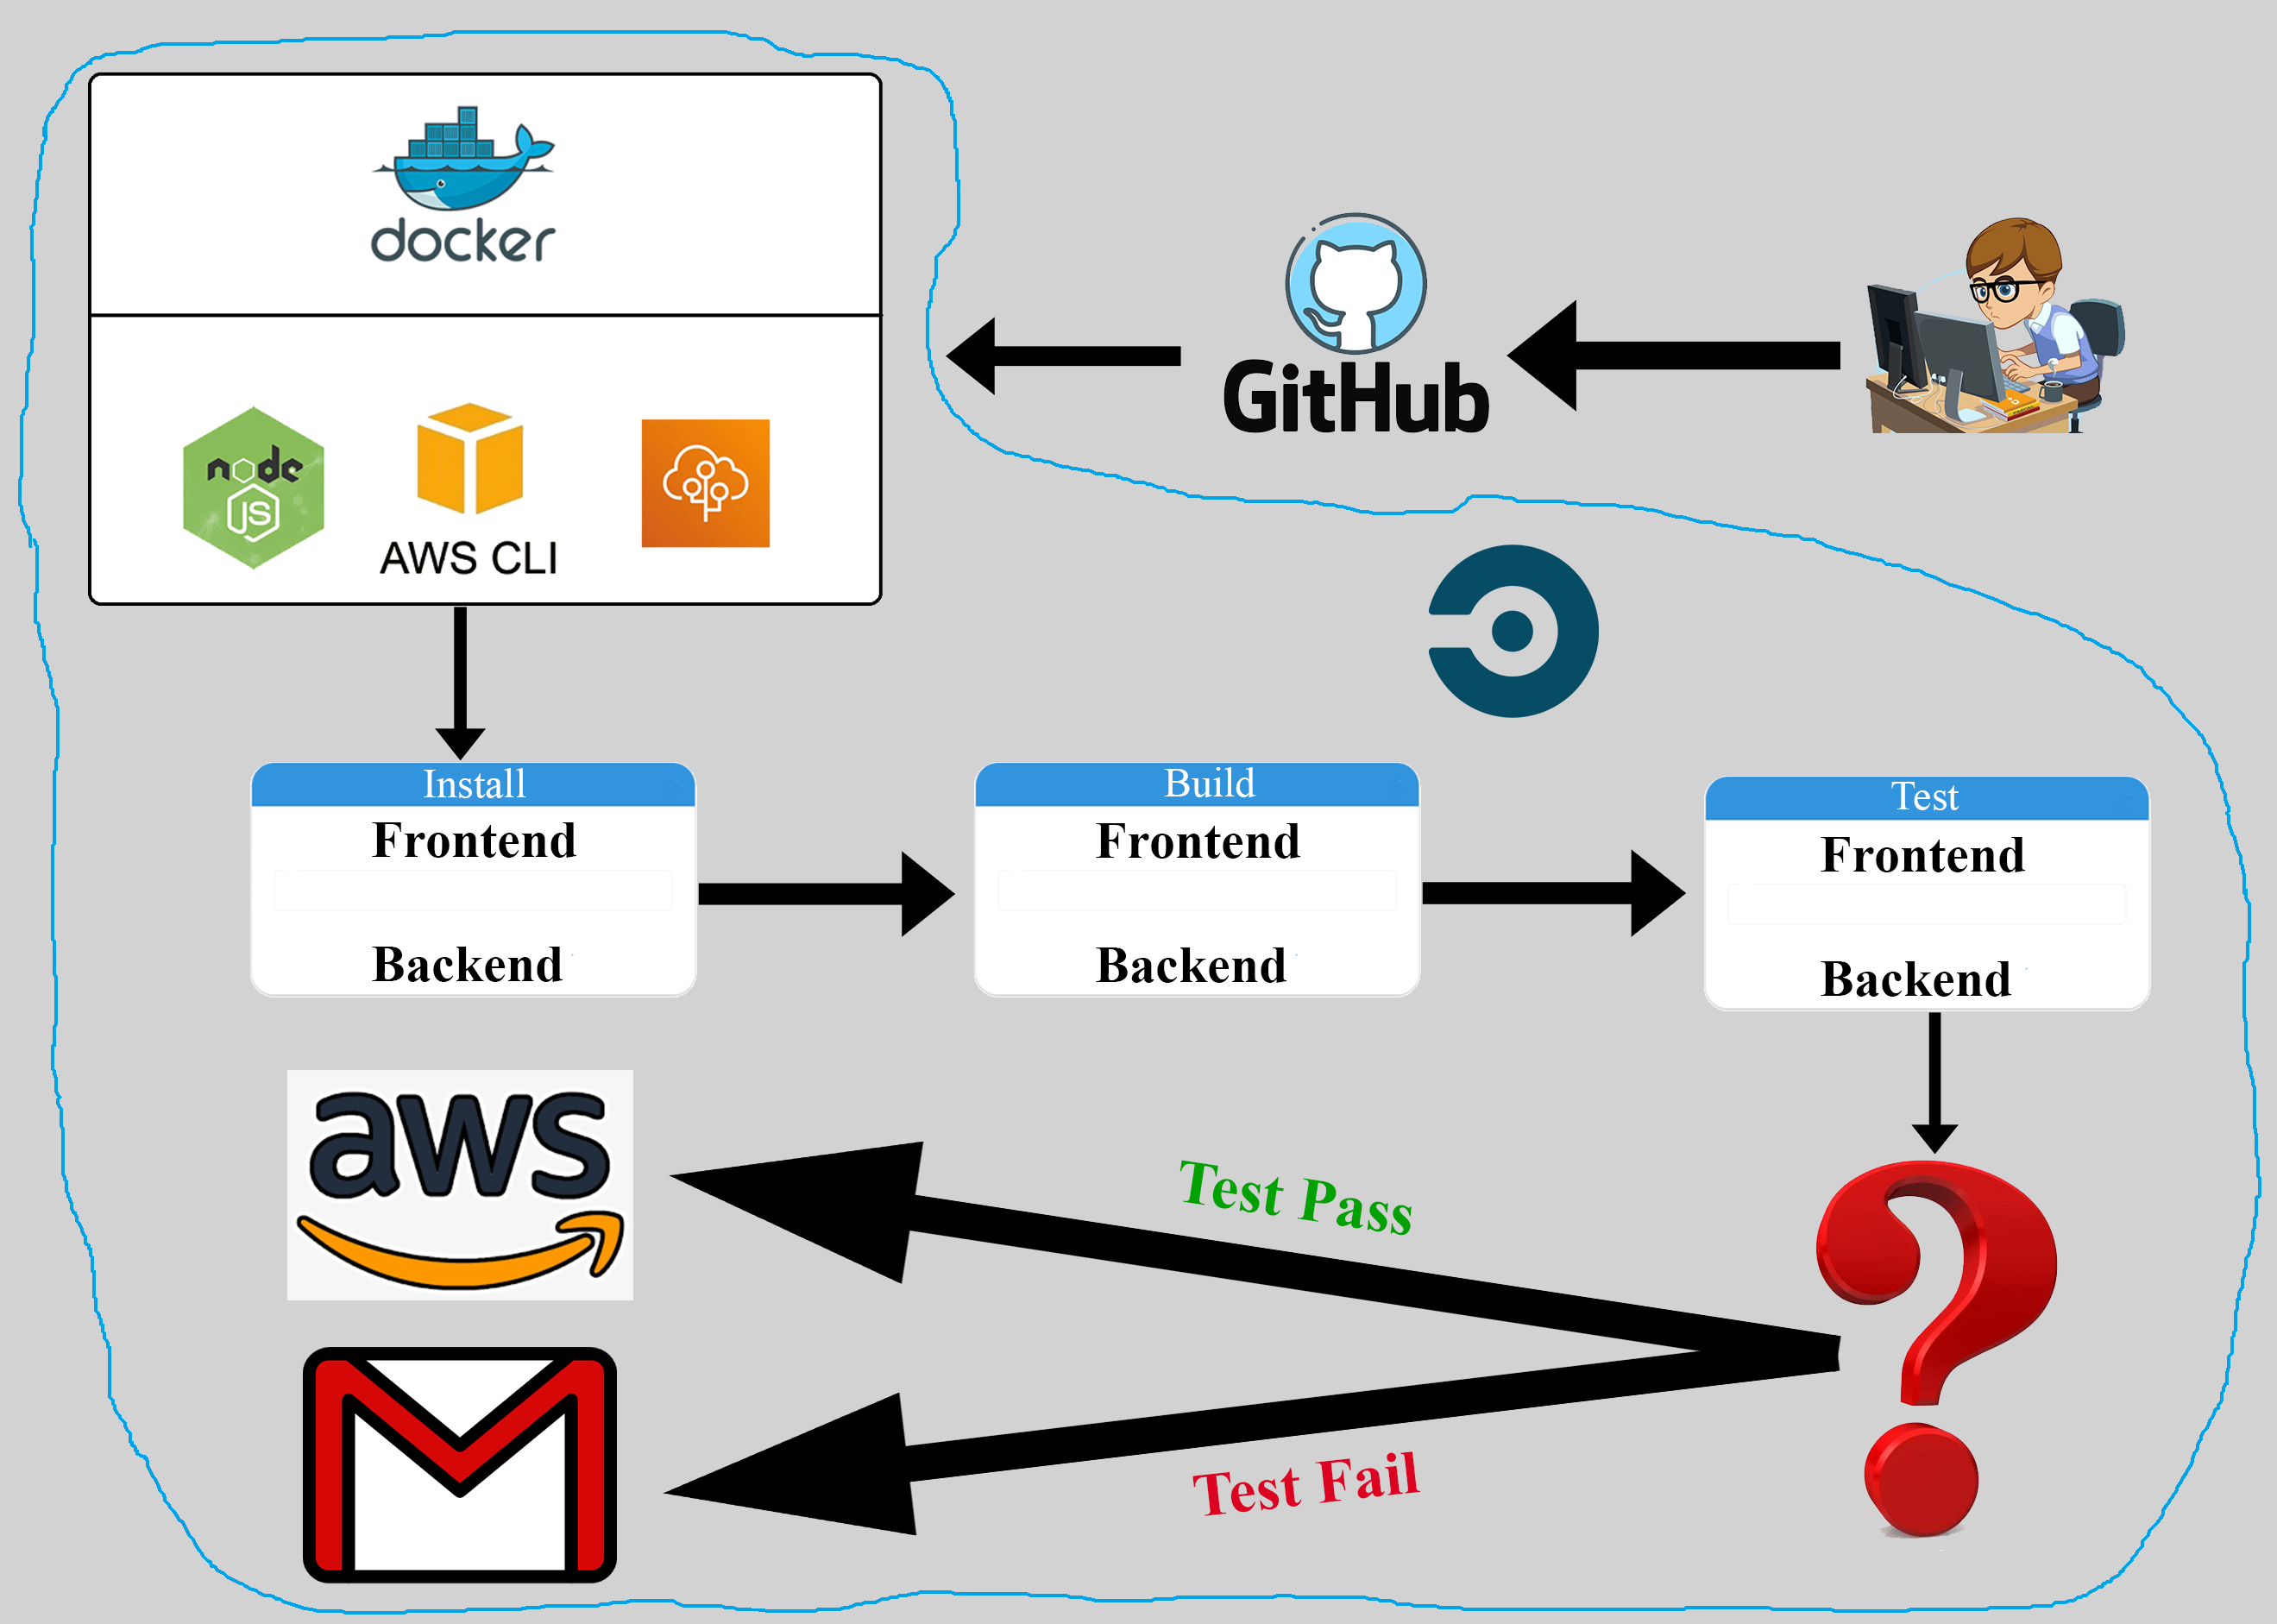 docker
GitHub
node
JS
AWS CLI
Install
Frontend
Backend
Build
Frontend
Backend
Test
Frontend
Backend
aws
Test Pass
Test Fail